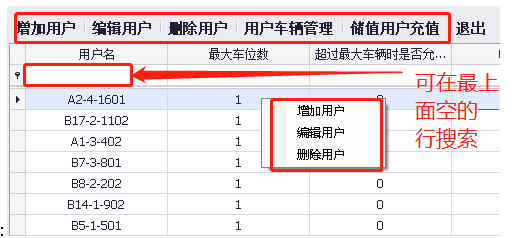 增加用户 编辑用户 删除用户 用户车辆管理 储值用户充值 退出
用户名 最大车位数 超过最大车辆时是否允...
A2-4-1601 1 0
B17-2-1102 1
A1-3-402 1
B7-3-801 1
B8-2-202 1 0
B14-1-902 1 0
B5-1-501 1 0
增加用户
编辑用户
删除用户
可在最上
面空的
行搜索
: